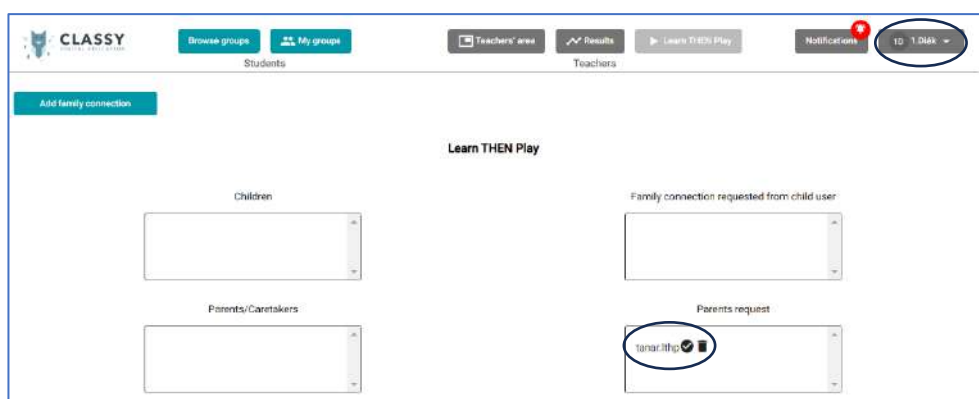 CLASSY
DIGITAL EDUCATION
Browse groups
My groups
Students
Teachers' area
Results
Learn THEN Play
Teachers
Notifications
1D 1.Diák
Add family connection
Learn THEN Play
Children
Family connection requested from child user
Parents/Caretakers
Parents request
tanar.lthp